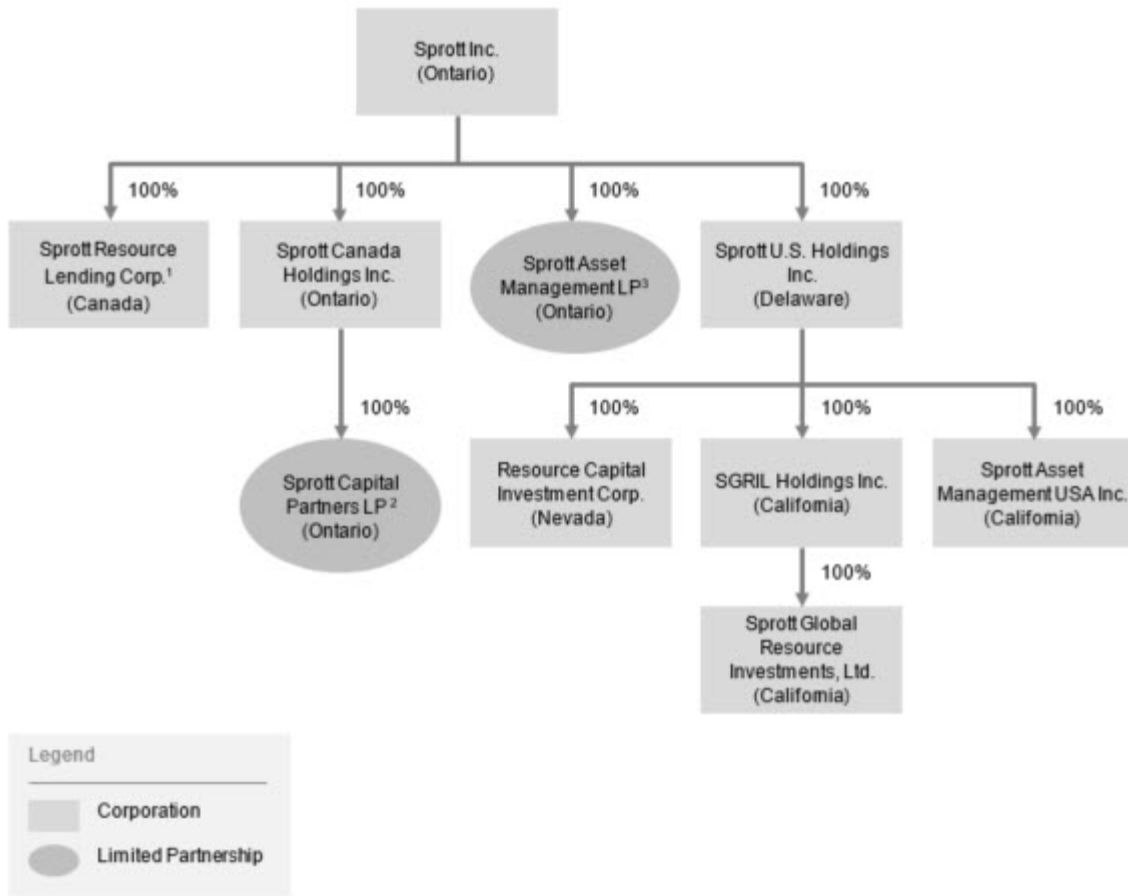 Sprott Inc.
(Ontario)
100%
100%
100%
100%
Sprott Resource
Lending Corp.¹
(Canada)
Sprott Canada
Holdings Inc.
(Ontario)
Sprott Asset
Management LP³
(Ontario)
Sprott U.S. Holdings
Inc.
(Delaware)
100%
100%
100%
100%
Sprott Capital
Partners LP ²
(Ontario)
Resource Capital
Investment Corp.
(Nevada)
SGRIL Holdings Inc.
(California)
Sprott Asset
Management USA Inc.
(California)
100%
Sprott Global
Resource
Investments, Ltd.
(California)
Legend
Corporation
Limited Partnership